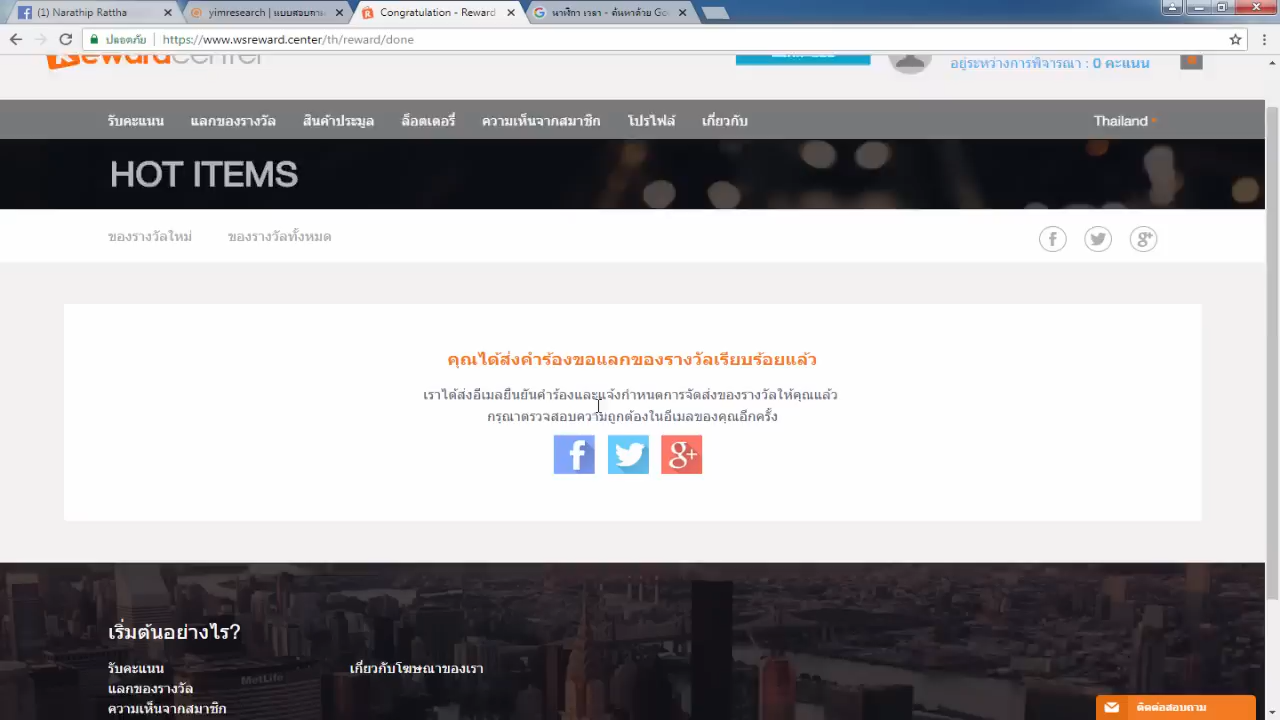 (1) Narathip Rattha
yimresearch | แบบสอบถาม
Congratulation - Reward
นาฬิกา เวลา - ค้นหาด้วย Go
ปลอดภัย
https://www.wsreward.center/th/reward/done
RewardCenter
อยู่ระหว่างการพิจารณา : 0 คะแนน
รับคะแนน แลกของรางวัล สินค้าประมูล ล็อตเตอรี่ ความเห็นจากสมาชิก โปรไฟล์ เกี่ยวกับ Thailand
HOT ITEMS
ของรางวัลใหม่ ของรางวัลทั้งหมด
คุณได้ส่งคำร้องขอแลกของรางวัลเรียบร้อยแล้ว
เราได้ส่งอีเมลยืนยันคำร้องและแจ้งกำหนดการจัดส่งของรางวัลให้คุณแล้ว
กรุณาตรวจสอบความถูกต้องในอีเมลของคุณอีกครั้ง
เริ่มต้นอย่างไร?
รับคะแนน เกี่ยวกับโฆษณาของเรา
แลกของรางวัล
MetLife
ความเห็นจากสมาชิก
ติดต่อสอบถาม